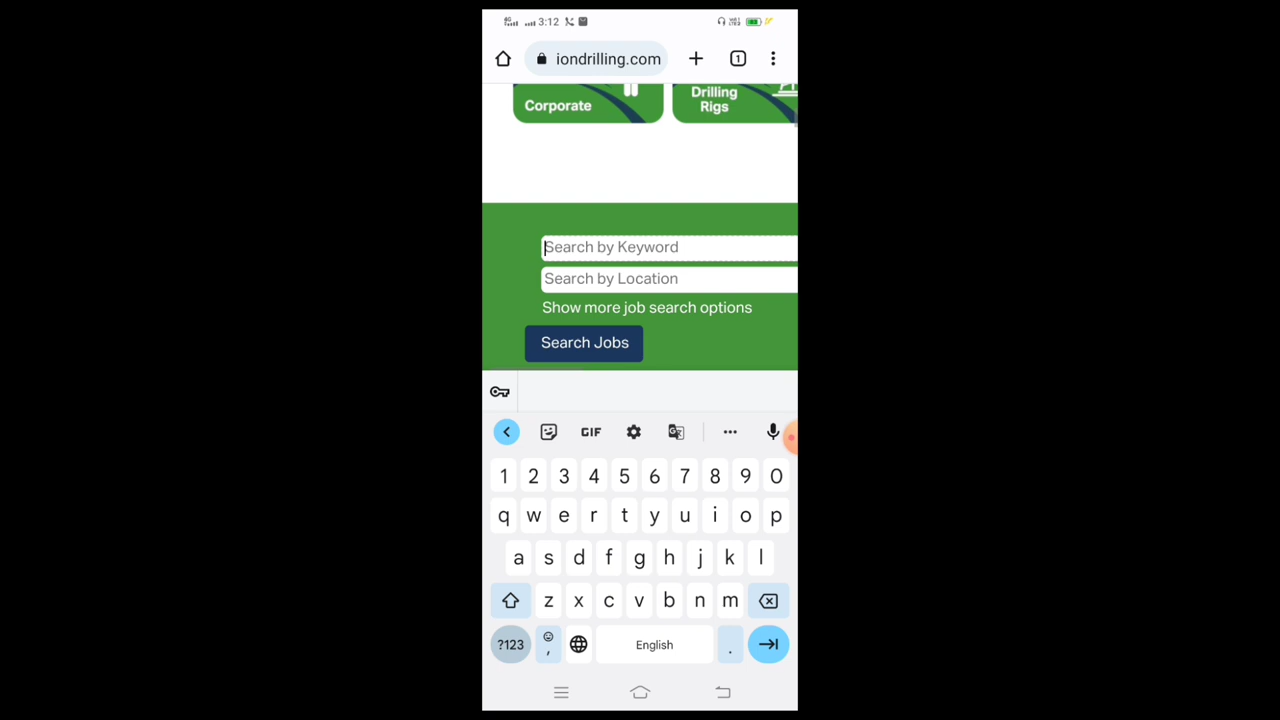 3:12
iondrilling.com
1
Corporate
Drilling
Rigs
Search by Keyword
Search by Location
Show more job search options
Search Jobs
GIF
1 2 3 4 5 6 7 8 9 0
q w e r t y u i o p
a s d f g h j k l
z x c v b n m
?123 , English .